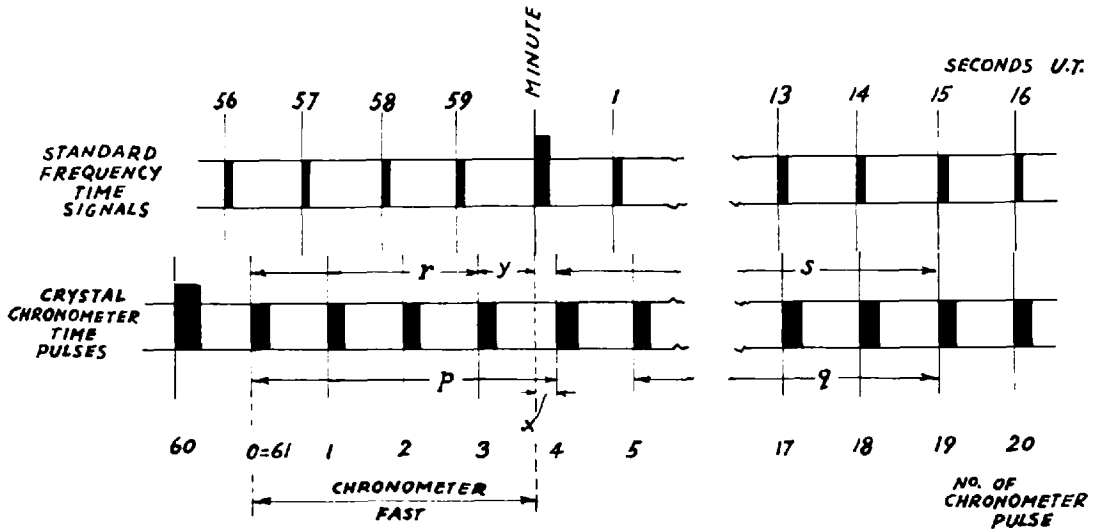 MINUTE
SECONDS U.T.
56 57 58 59 1 13 14 15 16
STANDARD
FREQUENCY
TIME
SIGNALS
r y s
CRYSTAL
CHRONOMETER
TIME
PULSES
p q
x
60 0=61 1 2 3 4 5 17 18 19 20
CHRONOMETER
FAST
NO. OF
CHRONOMETER
PULSE